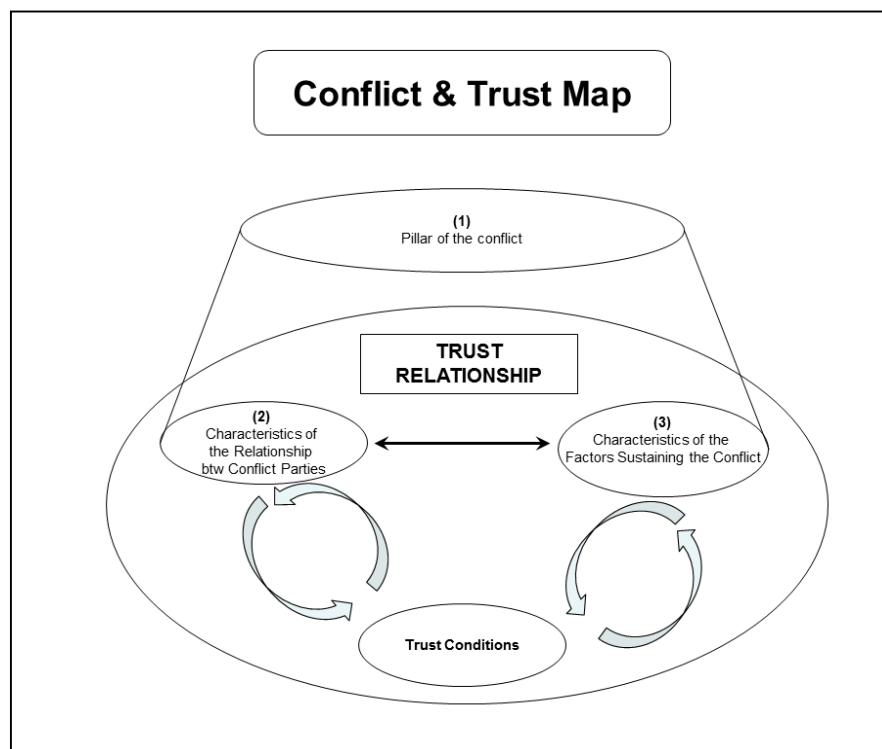 Conflict & Trust Map
(1)
Pillar of the conflict
TRUST
RELATIONSHIP
(2)
Characteristics of
the Relationship
btw Conflict Parties
(3)
Characteristics of the
Factors Sustaining the Conflict
Trust Conditions